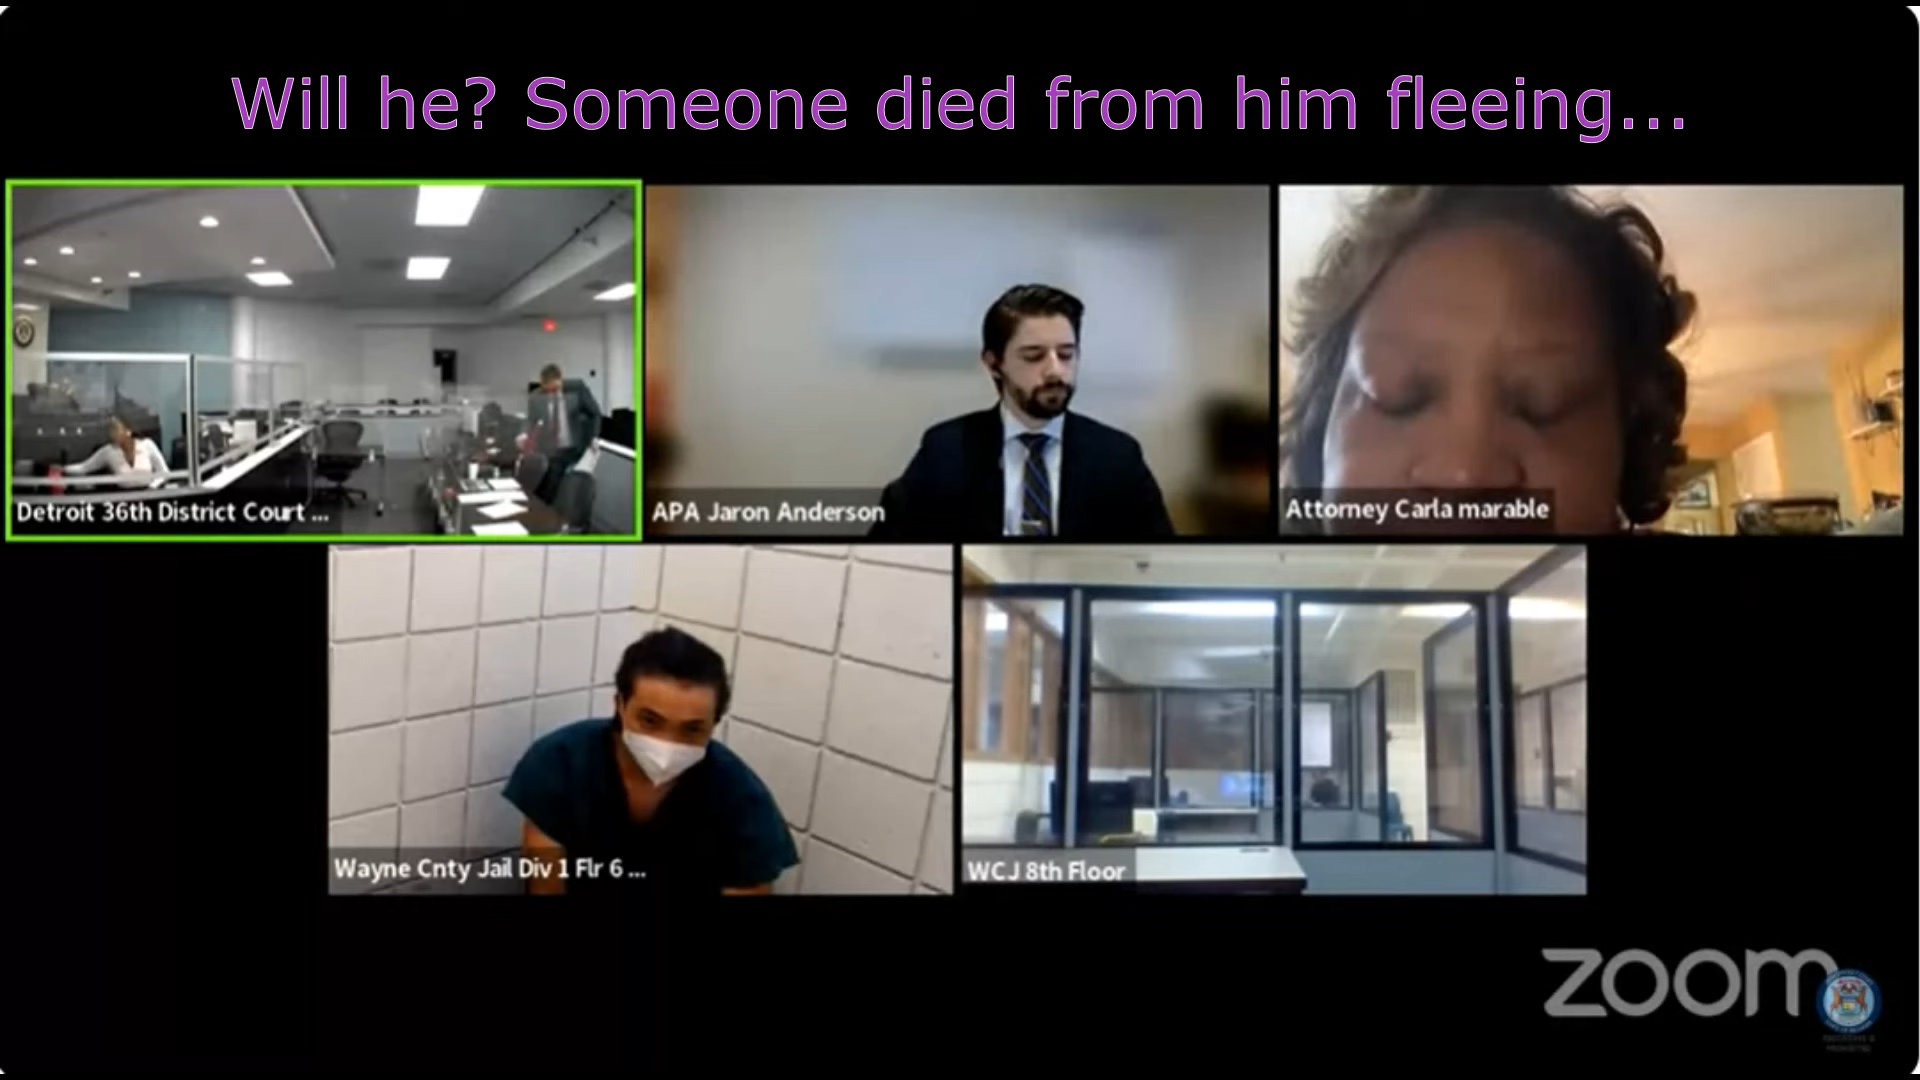 Will he? Someone died from him fleeing...
Detroit 36th District Court ...
APA Jaron Anderson
Attorney Carla marable
Wayne Cnty Jail Div 1 Flr 6 ...
WCJ 8th Floor
zoom